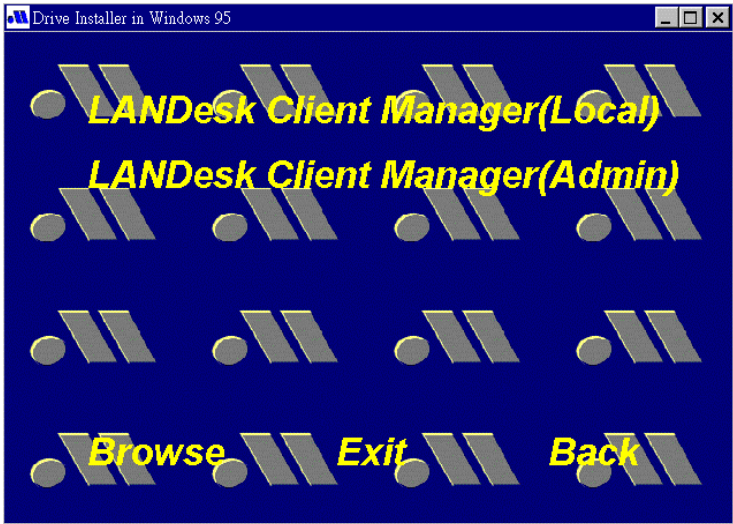 Drive Installer in Windows 95
LANDesk Client Manager(Local)
LANDesk Client Manager(Admin)
Browse Exit Back